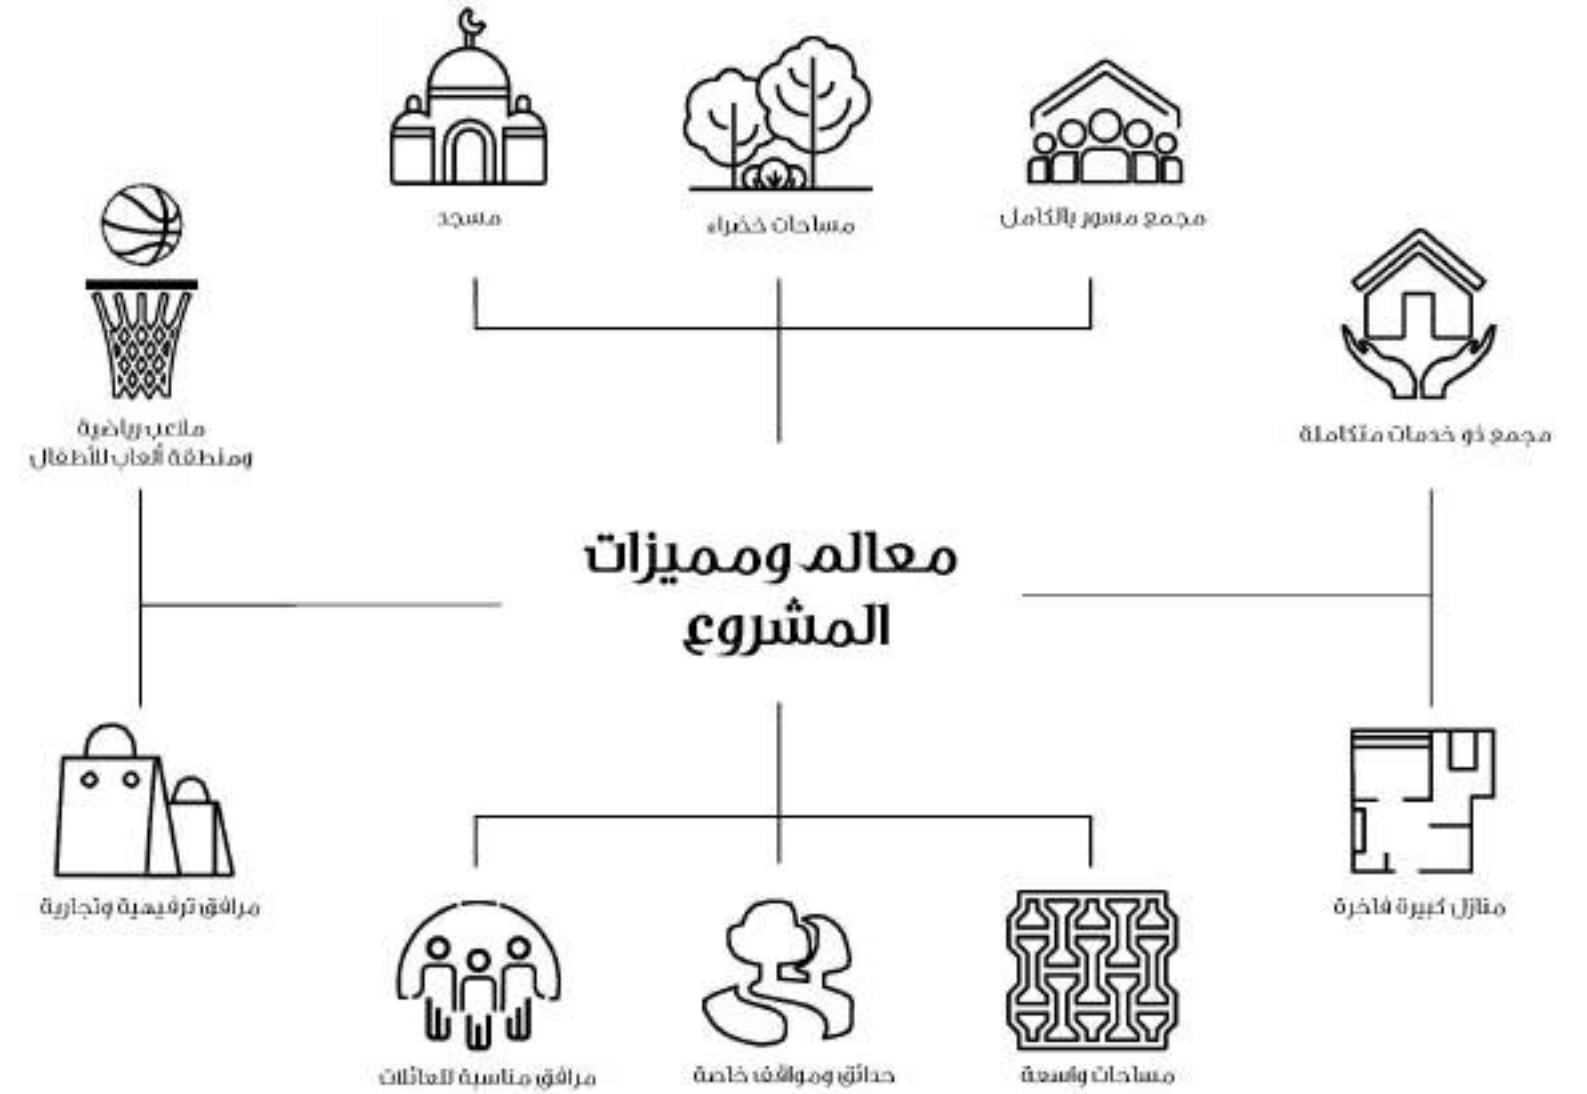 مجمع مسور بالكامل
مساحات خضراء
مسجد
مجمع ذو خدمات متكاملة
ملاعب رياضية
ومنطقة ألعاب للأطفال
معالم ومميزات
المشروع
منازل كبيرة فاخرة
مرافق ترفيهية وتجارية
مساحات واسعة
حدائق ومواقف خاصة
مرافق مناسبة للعائلات